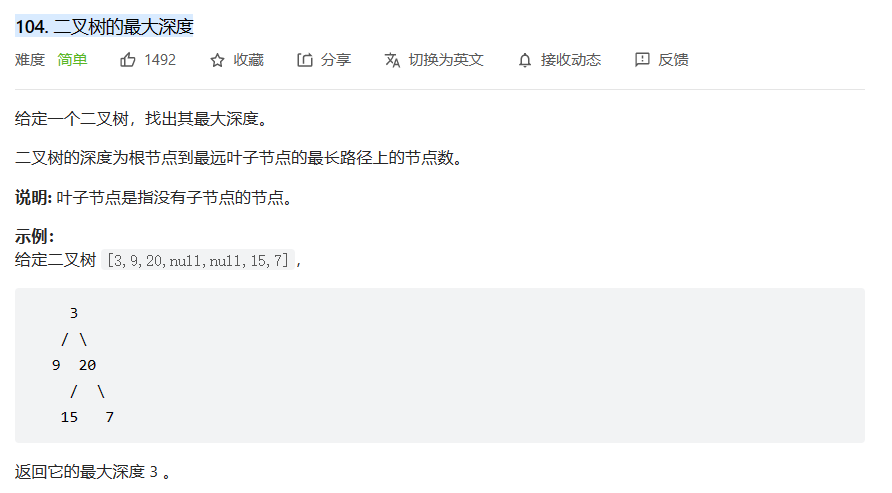 104. 二叉树的最大深度
难度 简单 1492 收藏 分享 切换为英文 接收动态 反馈
给定一个二叉树，找出其最大深度。
二叉树的深度为根节点到最远叶子节点的最长路径上的节点数。
说明: 叶子节点是指没有子节点的节点。
示例：
给定二叉树 [3,9,20,null,null,15,7]，
3
/ \
9 20
/ \
15 7
返回它的最大深度 3 。